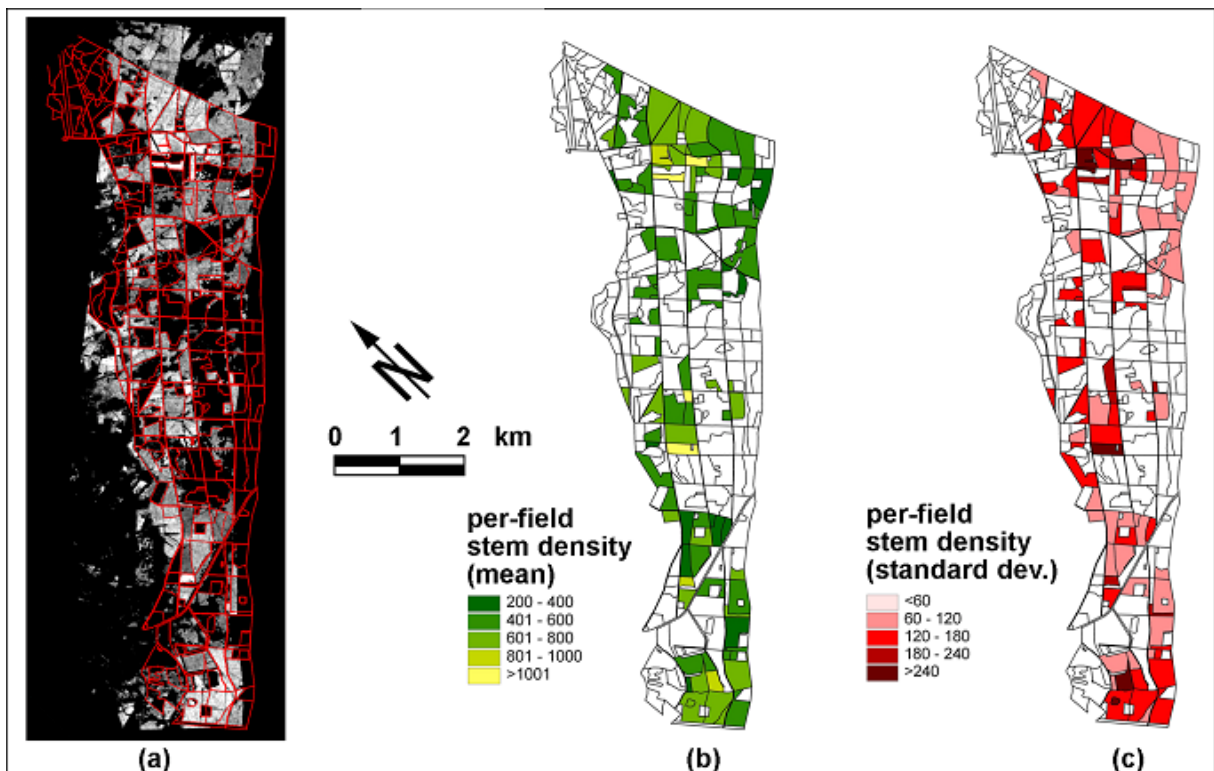 N
0 1 2 km
per-field
stem density
(mean)
200 - 400
401 - 600
601 - 800
801 - 1000
>1001
per-field
stem density
(standard dev.)
<60
60 - 120
120 - 180
180 - 240
>240
(a)
(b)
(c)